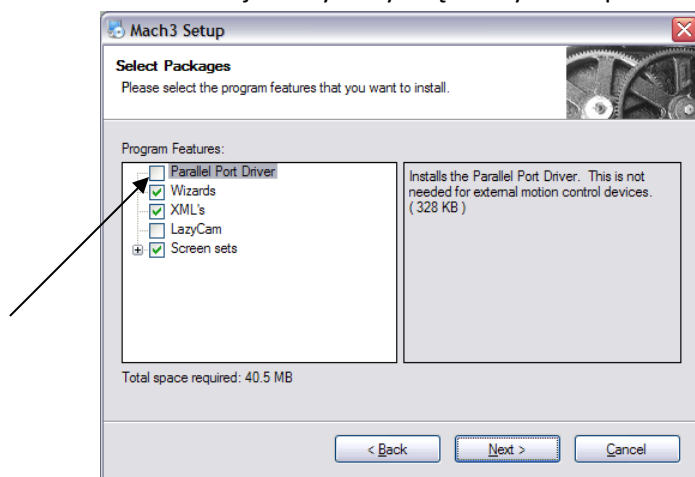 Mach3 Setup
Select Packages
Please select the program features that you want to install.
Program Features:
Parallel Port Driver
Wizards
XML's
LazyCam
Screen sets
Installs the Parallel Port Driver. This is not
needed for external motion control devices.
( 328 KB )
Total space required: 40.5 MB
< Back
Next >
Cancel